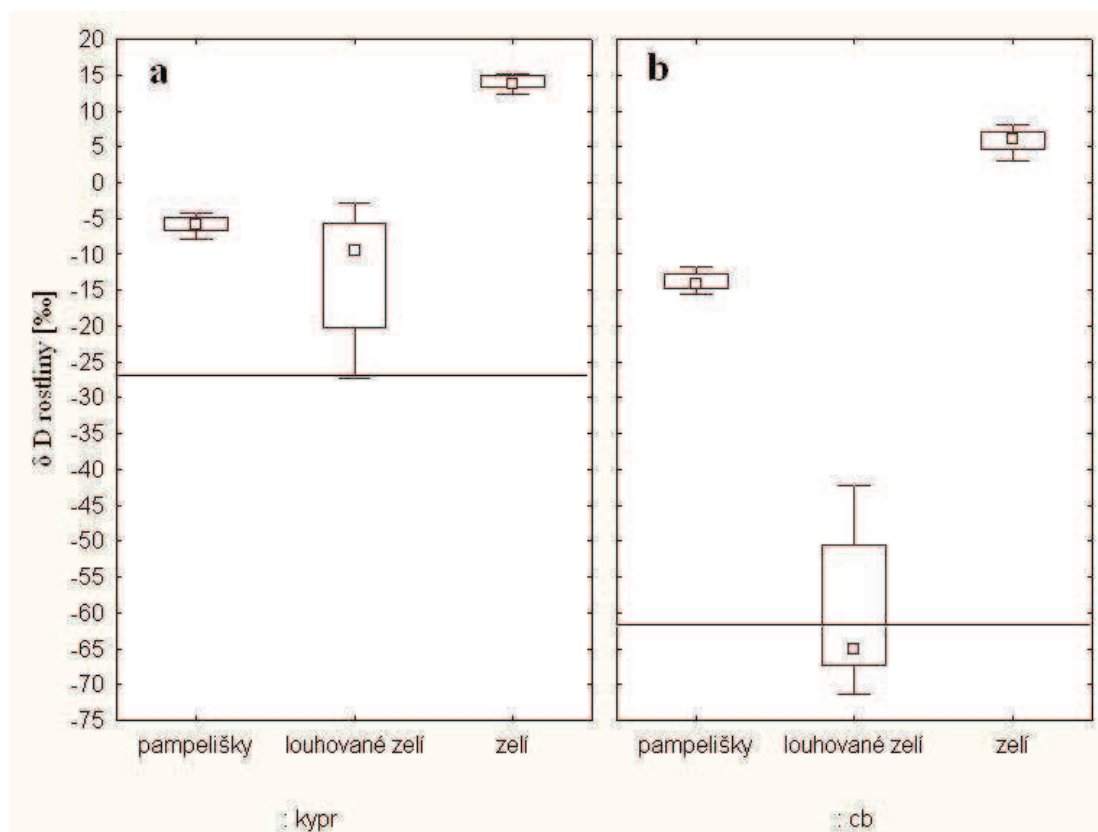 a
b
δ D rostliny [‰]
20
15
10
5
0
-5
-10
-15
-20
-25
-30
-35
-40
-45
-50
-55
-60
-65
-70
-75
pampelišky louhované zelí zelí
pampelišky louhované zelí zelí
: kypr
: cb